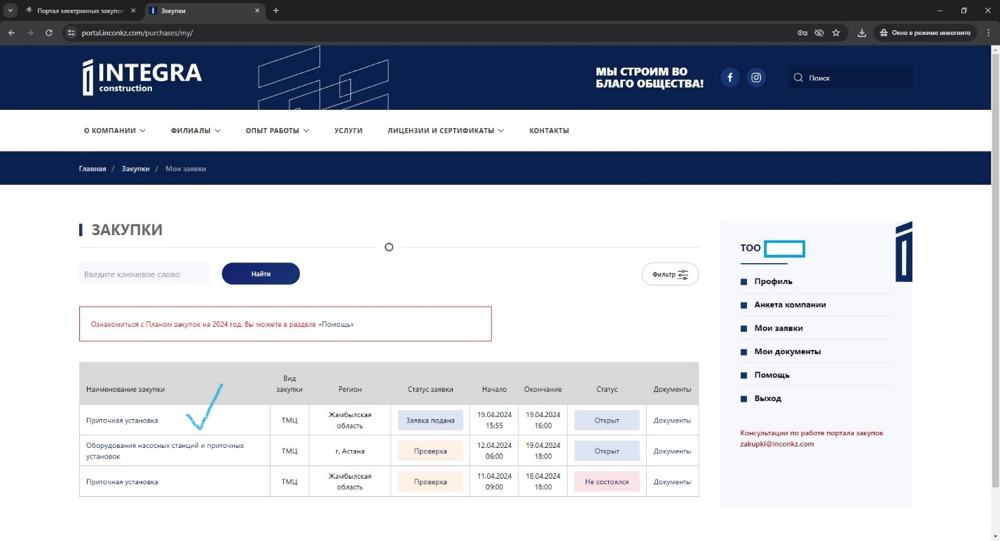 Портал электронных закупок
Закупки
portal.inconkz.com/purchases/my/
Окно в режиме инкогнито
INTEGRA
construction
МЫ СТРОИМ ВО
БЛАГО ОБЩЕСТВА!
Поиск
О КОМПАНИИ
ФИЛИАЛЫ
ОПЫТ РАБОТЫ
УСЛУГИ
ЛИЦЕНЗИИ И СЕРТИФИКАТЫ
КОНТАКТЫ
Главная / Закупки / Мои заявки
ЗАКУПКИ
Введите ключевое слово
Найти
Фильтр
Ознакомиться с Планом закупок на 2024 год, Вы можете в разделе «Помощь»
Наименование закупки
Вид
закупки
Регион
Статус заявки
Начало
Окончание
Статус
Документы
Приточная установка
ТМЦ
Жамбылская
область
Заявка подана
19.04.2024
15:55
19.04.2024
16:00
Открыт
Документы
Оборудования насосных станций и приточных
установок
ТМЦ
г. Астана
Проверка
12.04.2024
06:00
19.04.2024
18:00
Открыт
Документы
Приточная установка
ТМЦ
Жамбылская
область
Проверка
11.04.2024
09:00
18.04.2024
18:00
Не состоялся
Документы
ТОО
Профиль
Анкета компании
Мои заявки
Мои документы
Помощь
Выход
Консультации по работе портала закупок
zakupki@inconkz.com